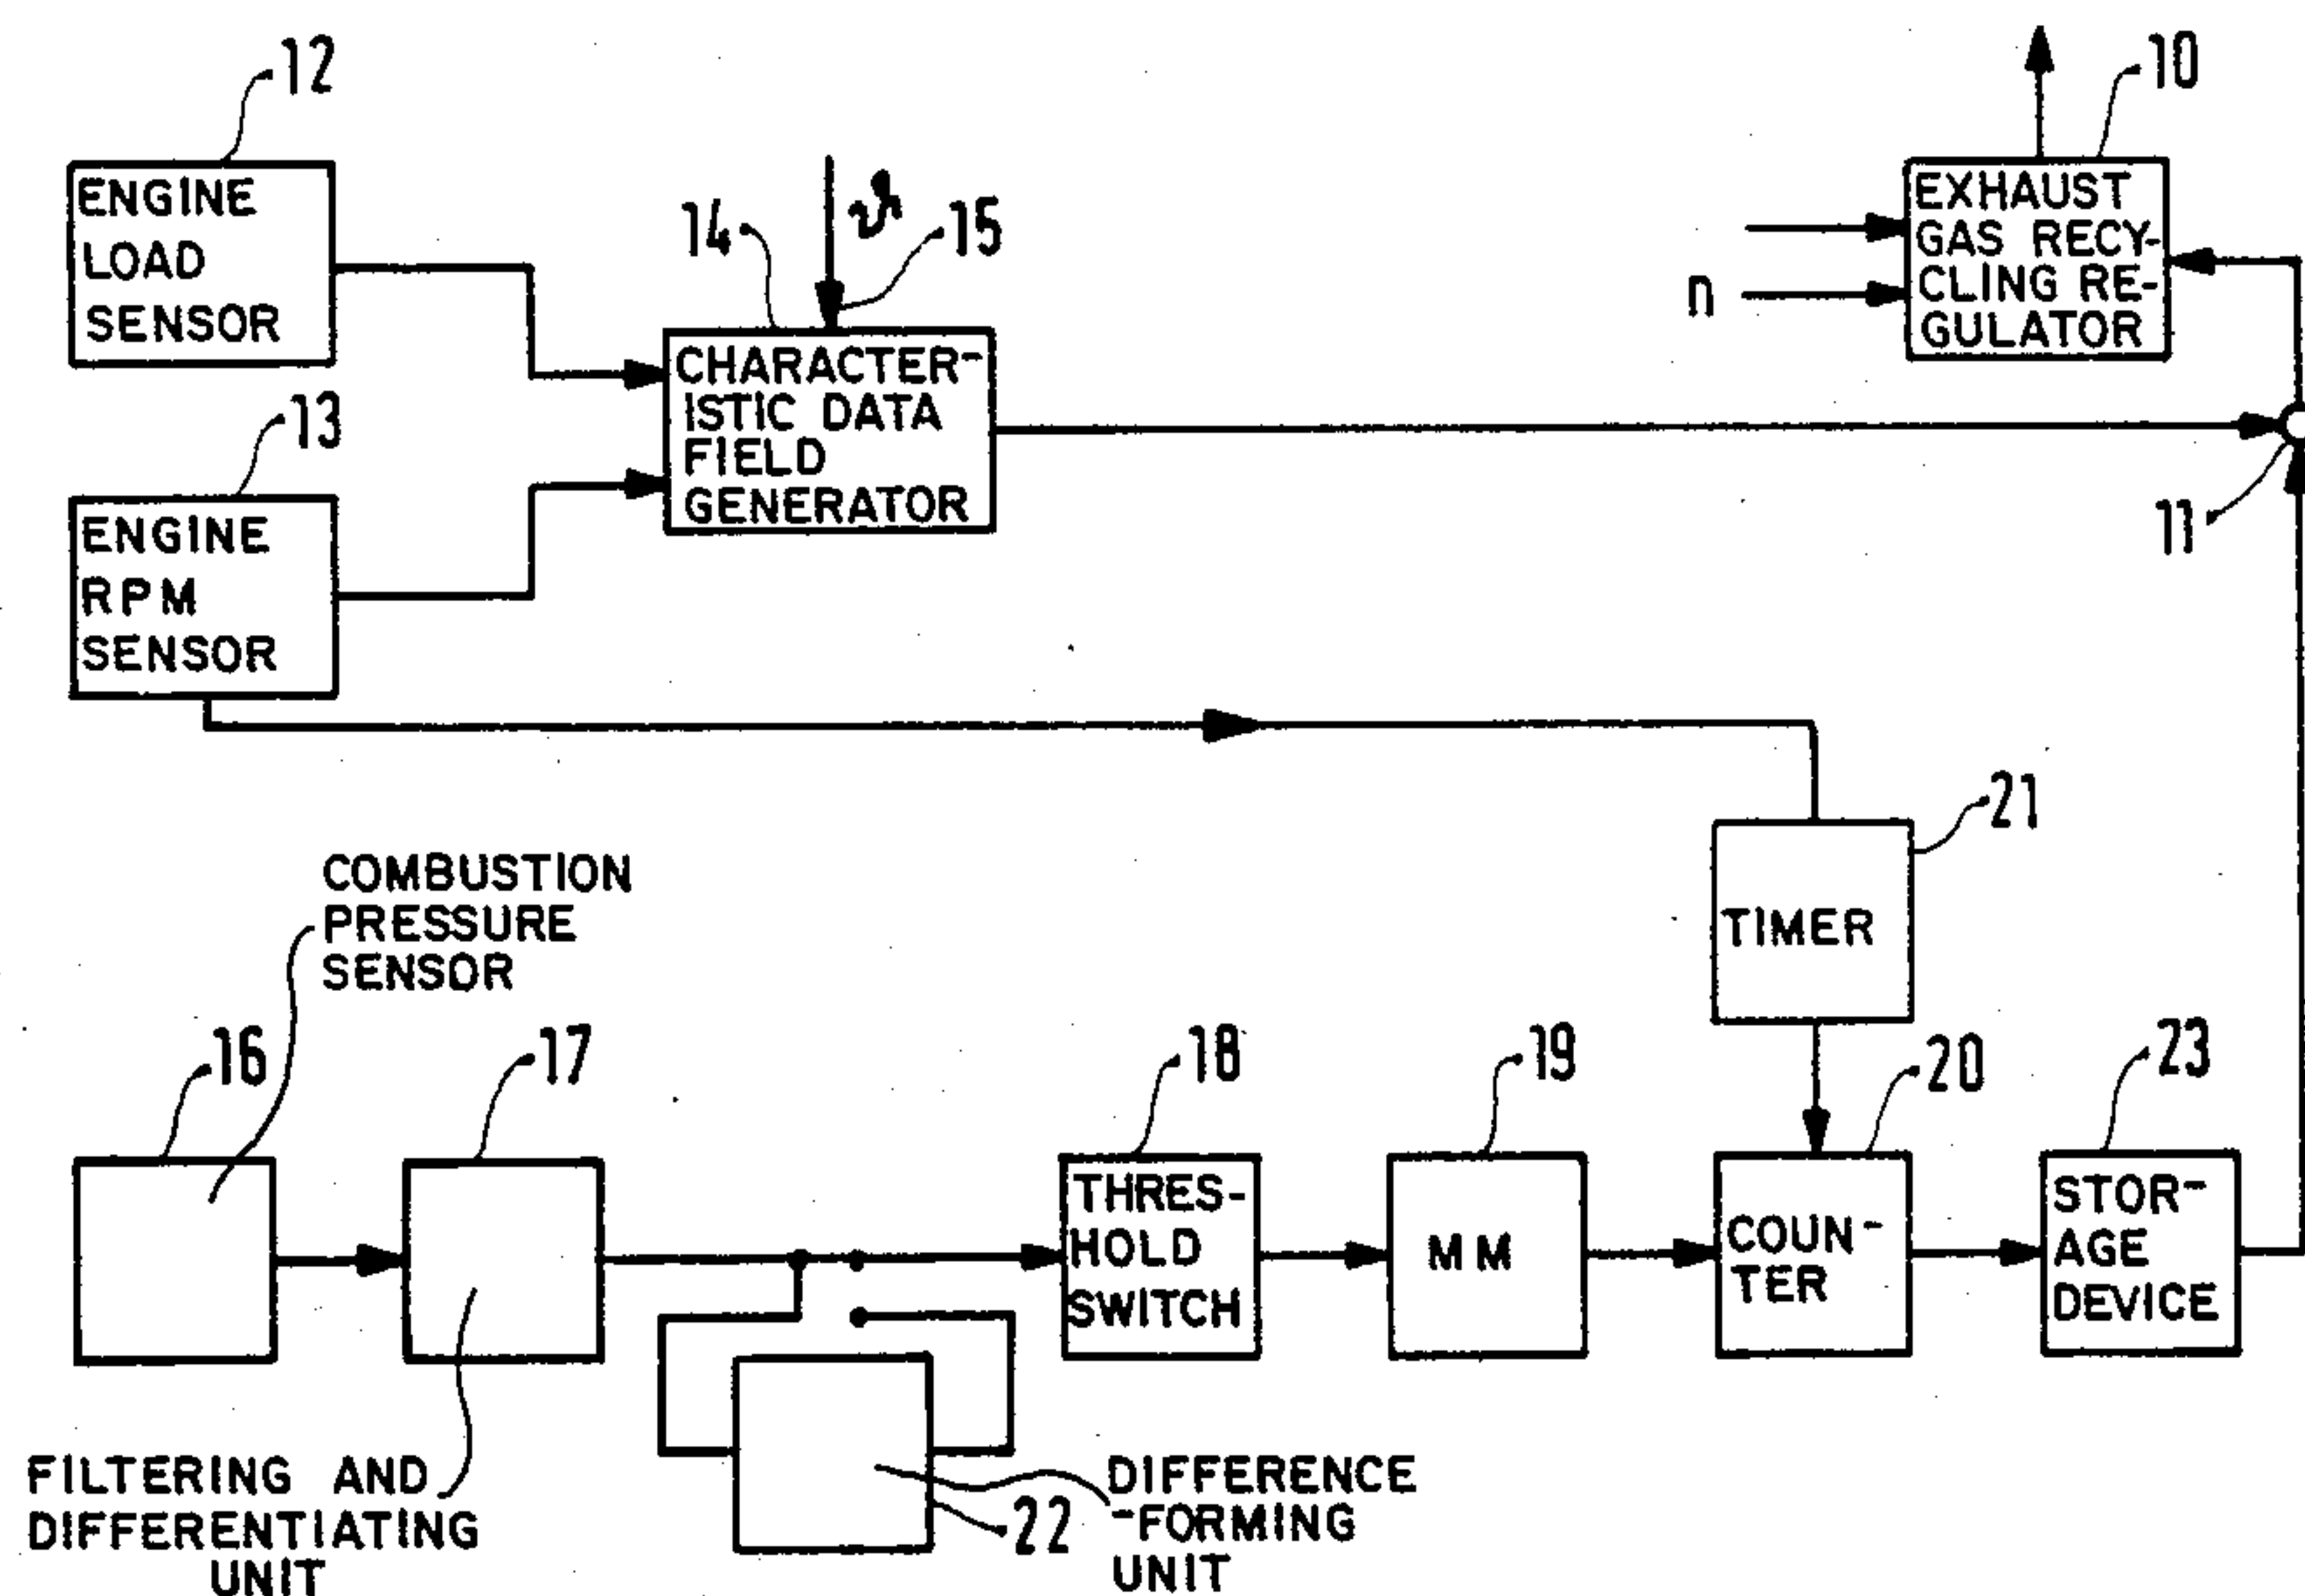 12
ENGINE
LOAD
SENSOR
13
ENGINE
RPM
SENSOR
14
ϑ
15
CHARACTER-
ISTIC DATA
FIELD
GENERATOR
10
n
EXHAUST
GAS RECY-
CLING RE-
GULATOR
11
21
TIMER
COMBUSTION
PRESSURE
SENSOR
16
17
18
THRES-
HOLD
SWITCH
19
MM
20
COUN-
TER
23
STOR-
AGE
DEVICE
FILTERING AND
DIFFERENTIATING
UNIT
22
DIFFERENCE
-FORMING
UNIT